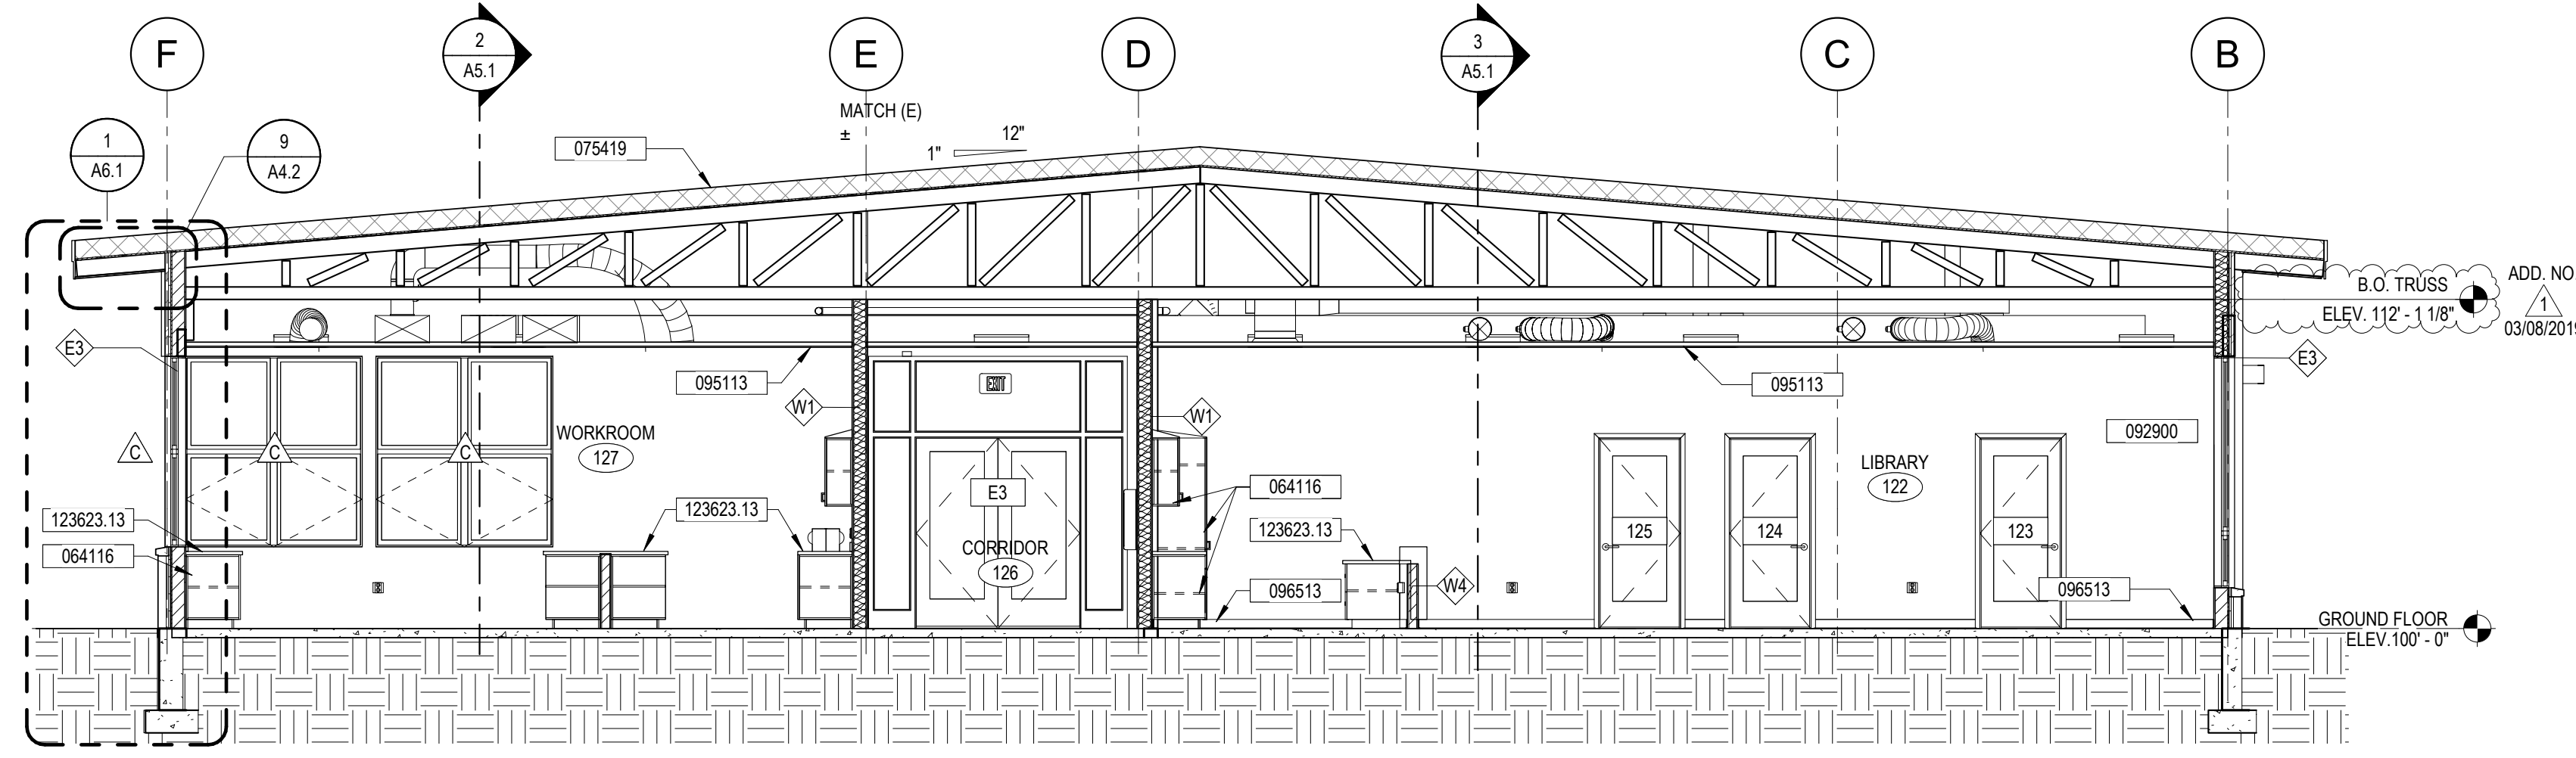 F
2
A5.1
E
D
3
A5.1
C
B
MATCH (E)
±
1
A6.1
9
A4.2
075419
1"
12"
B.O. TRUSS
ELEV. 112' - 1 1/8"
ADD. NO
1
03/08/2019
E3
095113
095113
E3
EXIT
W1
W1
092900
C
C
C
WORKROOM
127
LIBRARY
122
E3
064116
123623.13
123623.13
123623.13
125
124
123
064116
CORRIDOR
126
096513
W4
096513
GROUND FLOOR
ELEV.100' - 0"